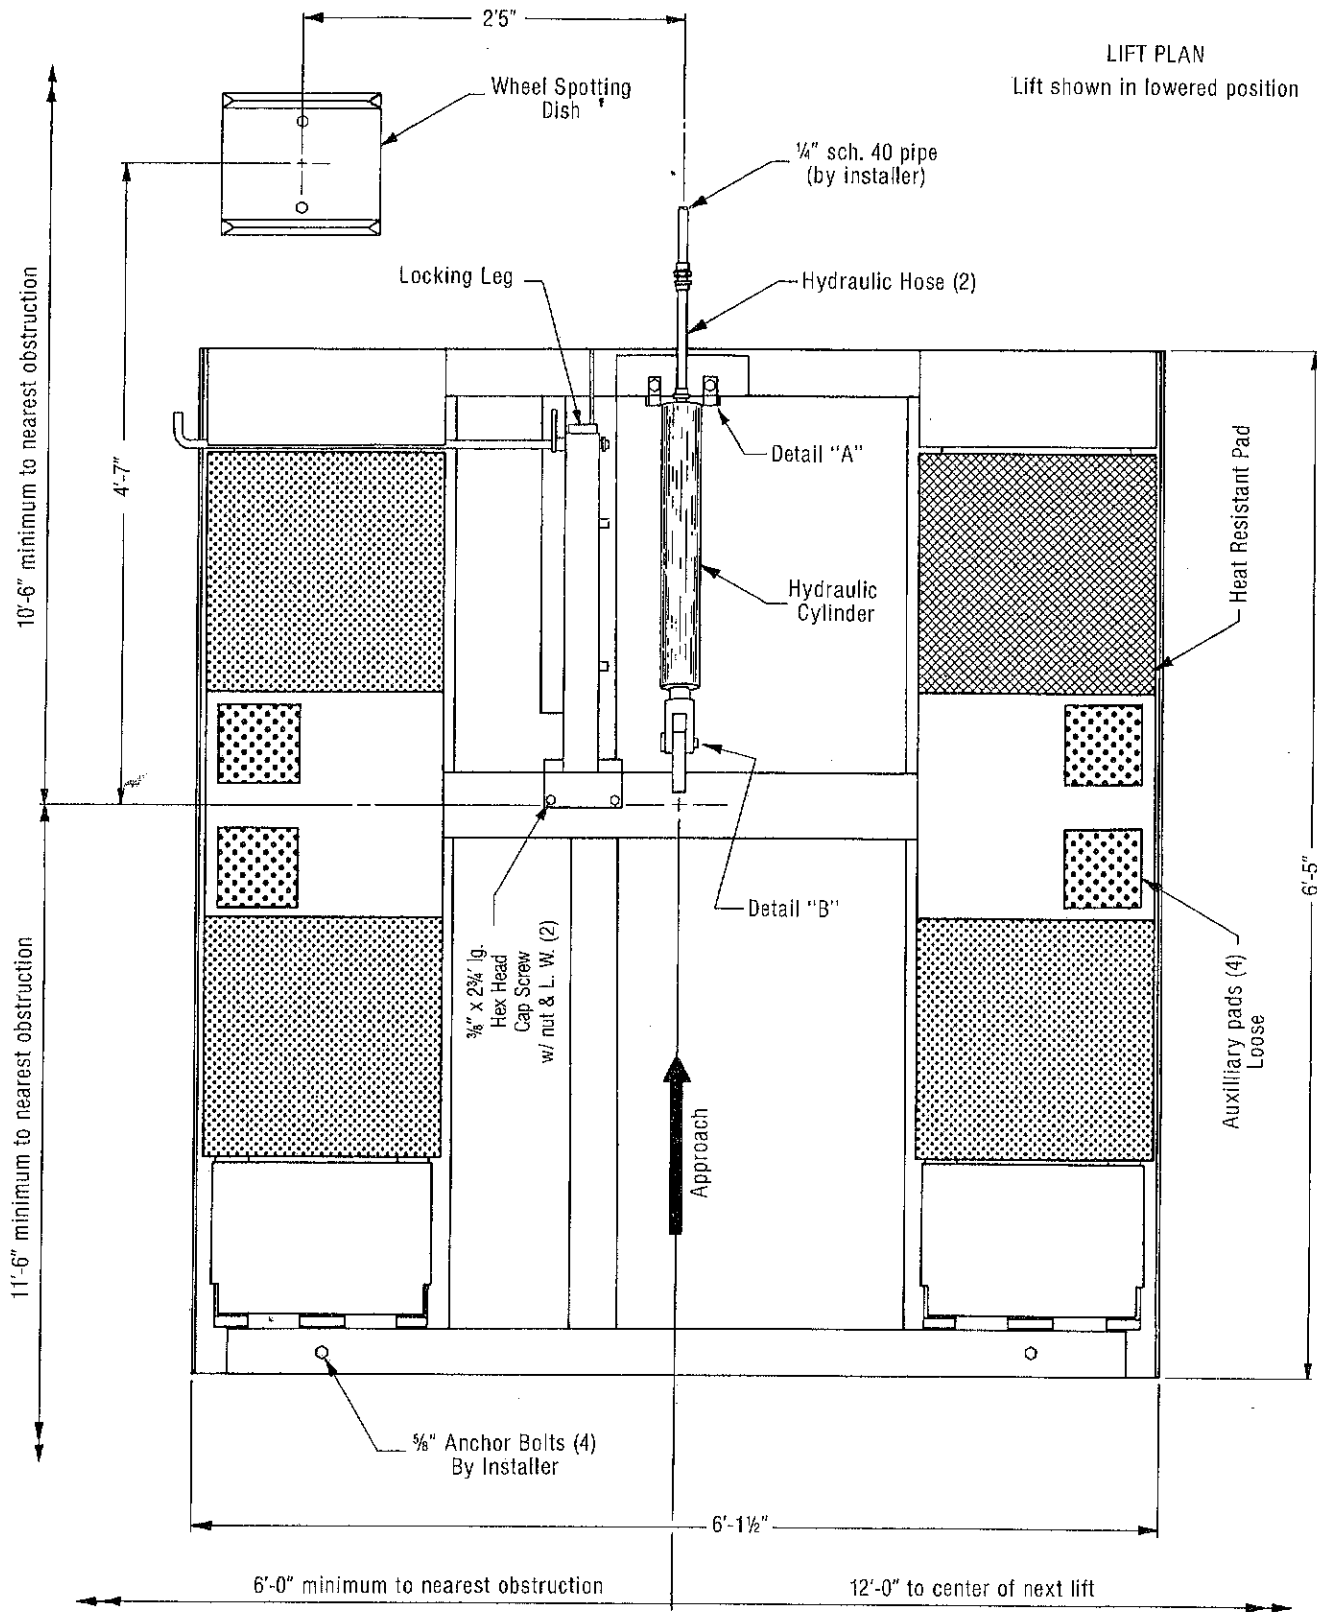 2'5"
LIFT PLAN
Lift shown in lowered position
Wheel Spotting
Dish
¼" sch. 40 pipe
(by installer)
Locking Leg
Hydraulic Hose (2)
10'-6" minimum to nearest obstruction
4'-7"
Detail "A"
Heat Resistant Pad
Hydraulic
Cylinder
6'-5"
Detail "B"
⅜" x 2¾' lg.
Hex Head
Cap Screw
w/ nut & L. W. (2)
Auxilliary pads (4)
Loose
11'-6" minimum to nearest obstruction
Approach
⅝" Anchor Bolts (4)
By Installer
6'-1½"
6'-0" minimum to nearest obstruction
12'-0" to center of next lift